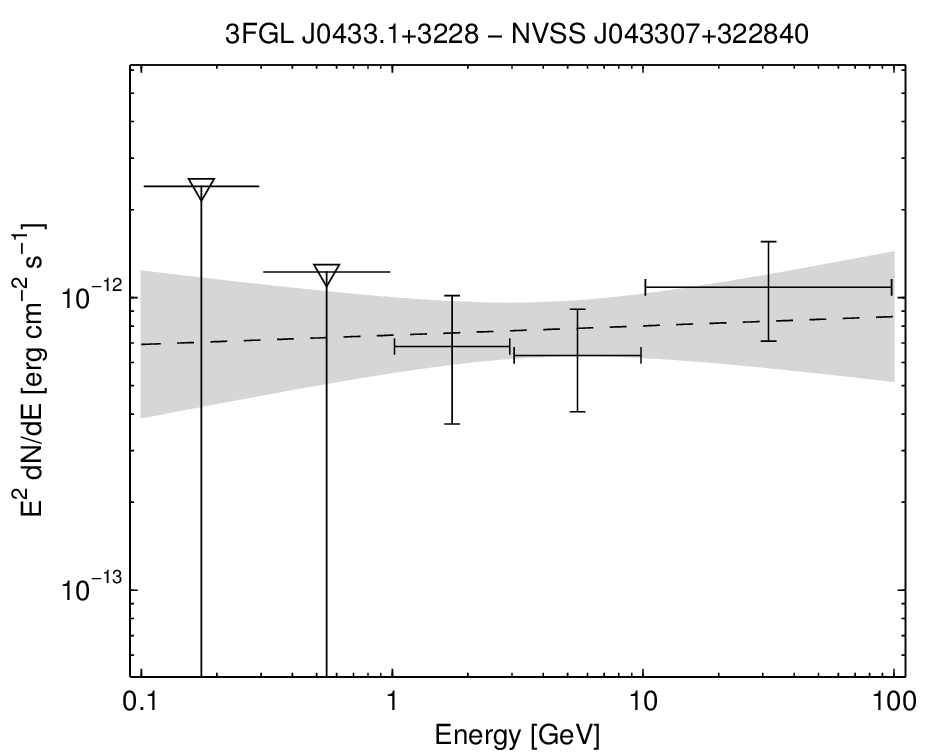 3FGL J0433.1+3228 − NVSS J043307+322840
E² dN/dE [erg cm⁻² s⁻¹]
10⁻¹²
10⁻¹³
0.1 1 10 100
Energy [GeV]